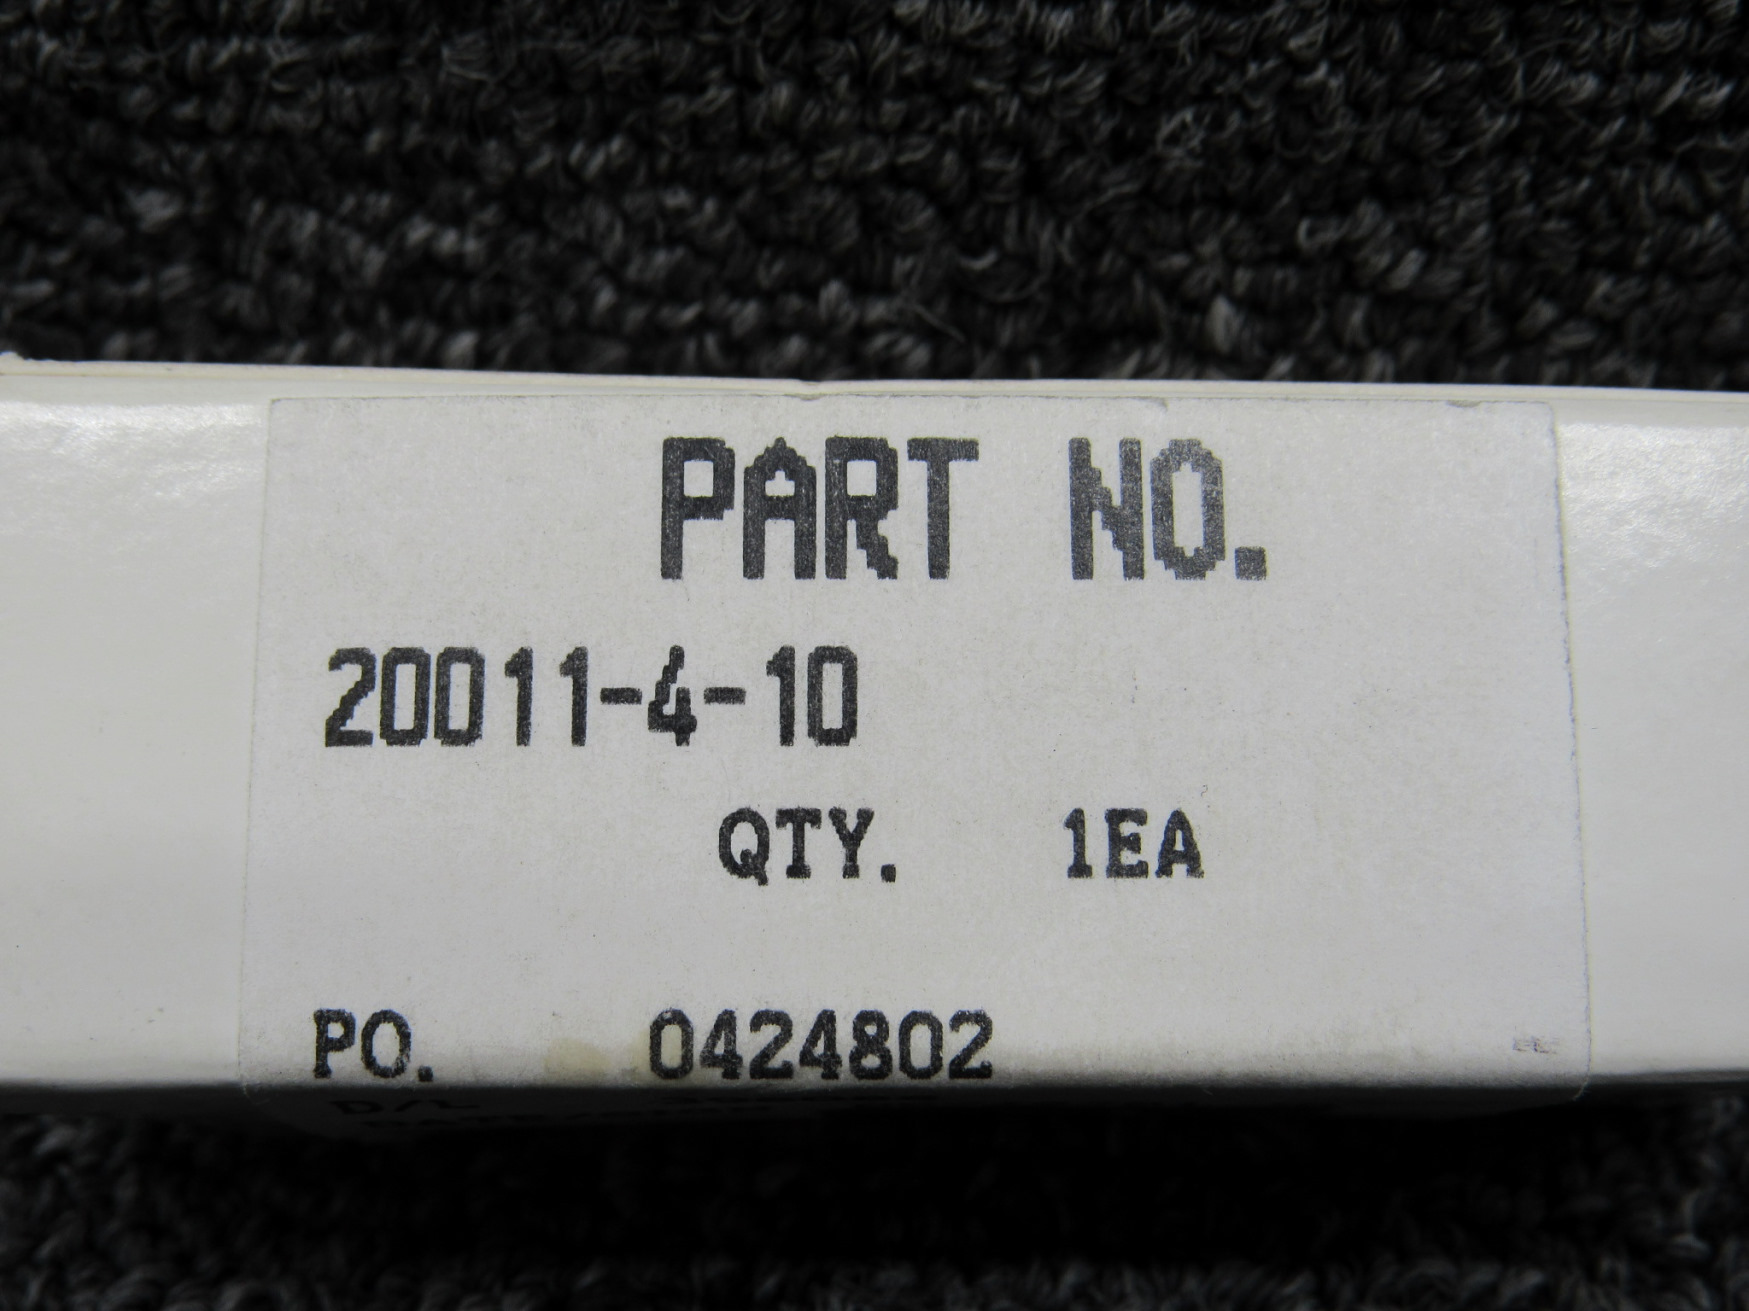 PART NO.
20011-4-10
QTY. 1EA
PO. 0424802